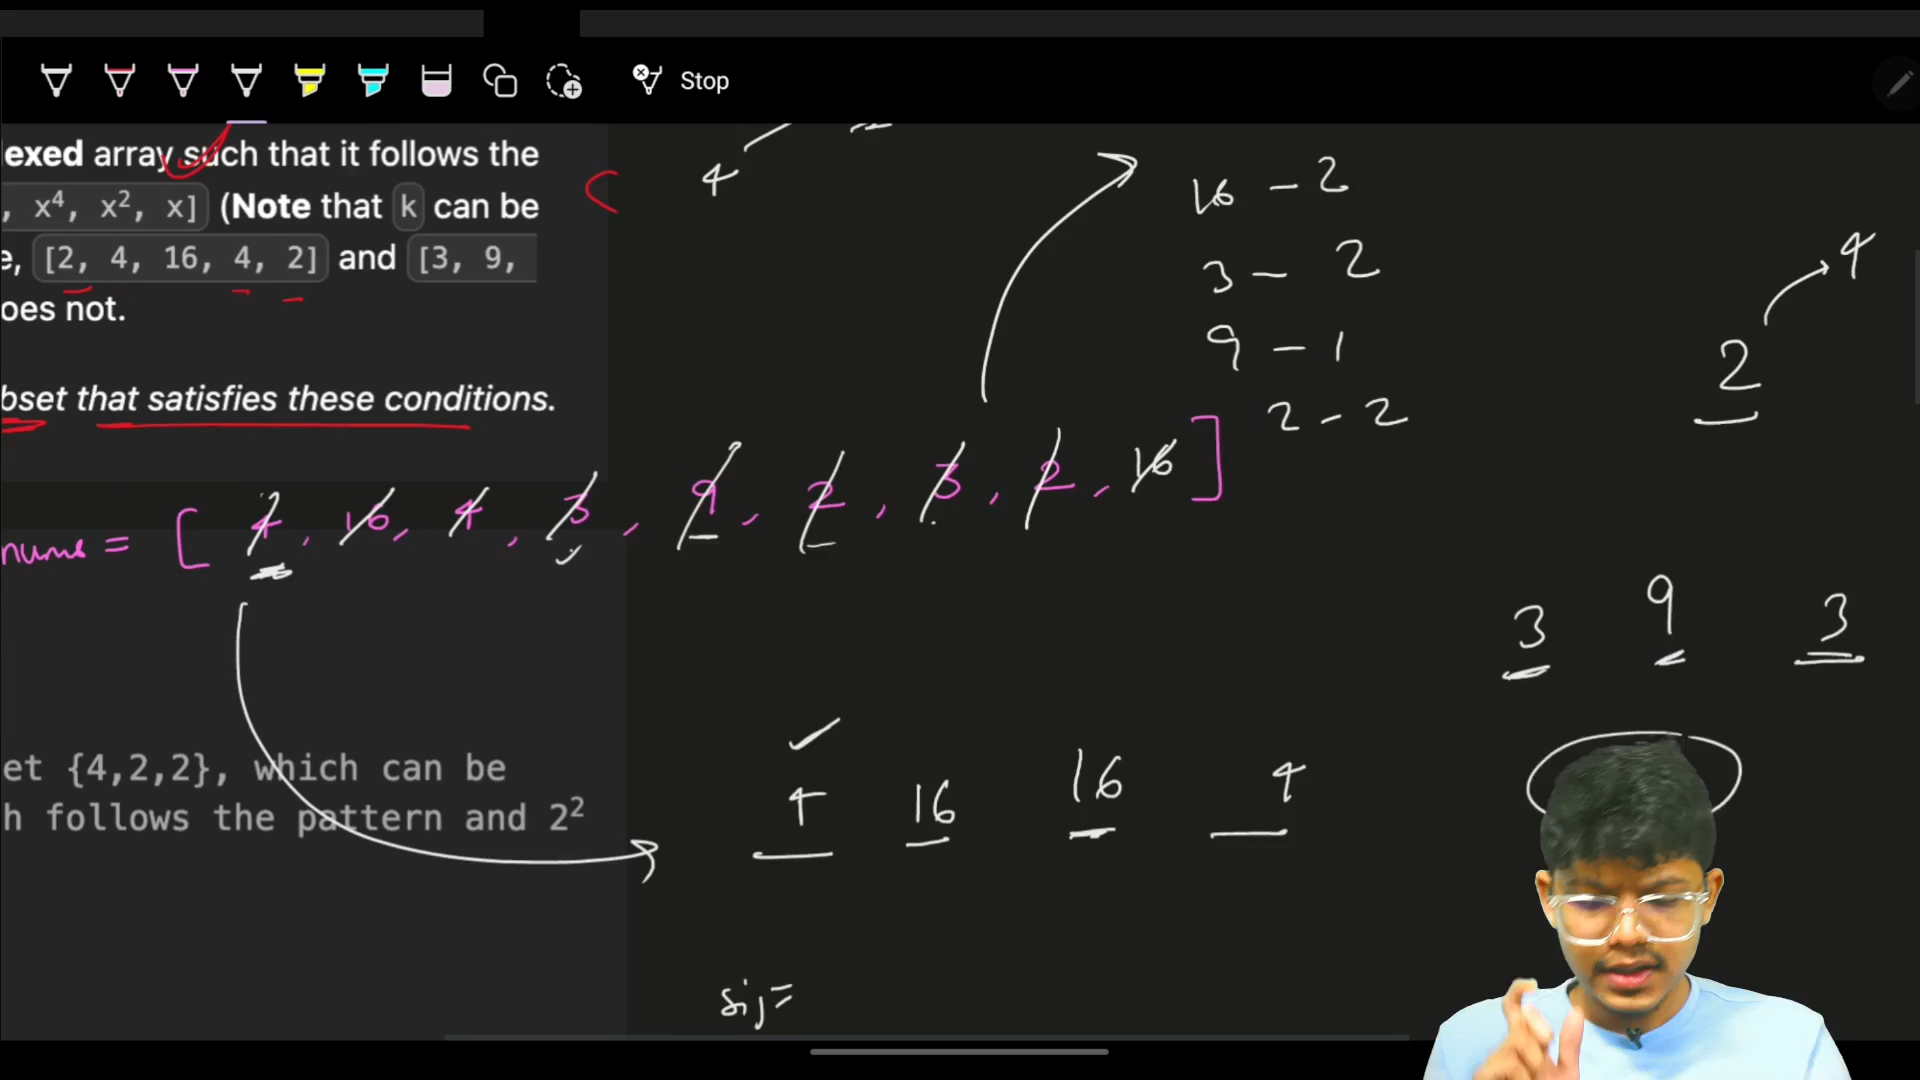 Stop
exed array such that it follows the
, x⁴, x², x] (Note that k can be
e, [2, 4, 16, 4, 2] and [3, 9,
oes not.
bset that satisfies these conditions.
4
16 - 2
3 - 2
9 - 1
2 - 2
4
2
nums = [ 4, 16, 4, 3, 9, 2, 3, 2, 16 ]
3 9 3
et {4,2,2}, which can be
h follows the pattern and 2²
4 16 16 4